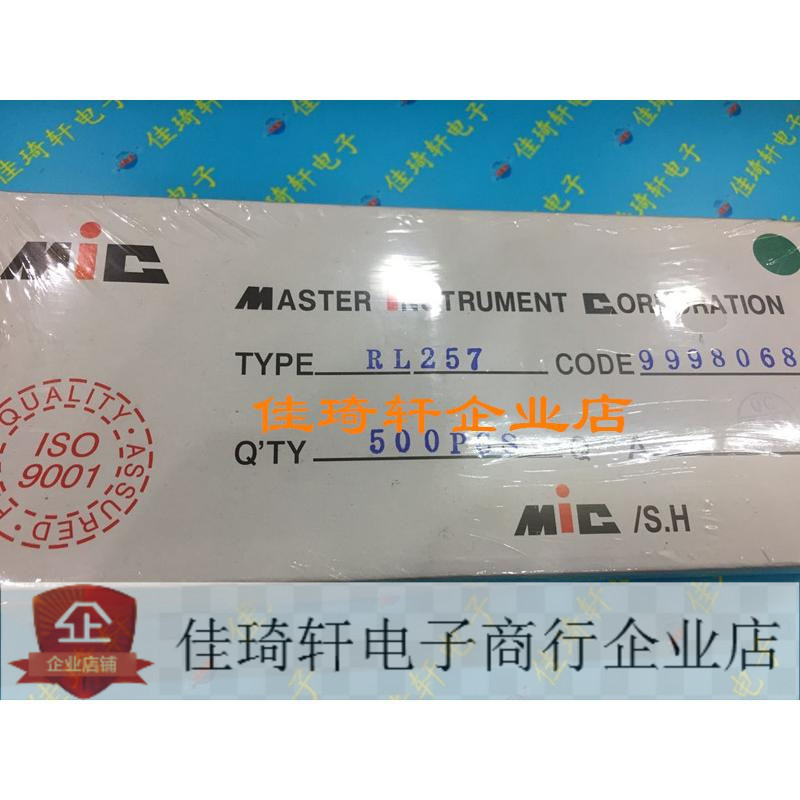 佳琦轩电子
佳琦轩电子
佳琦轩电子
MiC
MASTER INSTRUMENT CORPORATION
TYPE RL257 CODE 9998068
佳琦轩企业店
Q'TY 500PCS Q A
QC
QUALITY · ASSURED
ISO
9001
MiC /S.H
企
企业店铺
佳琦轩电子商行企业店